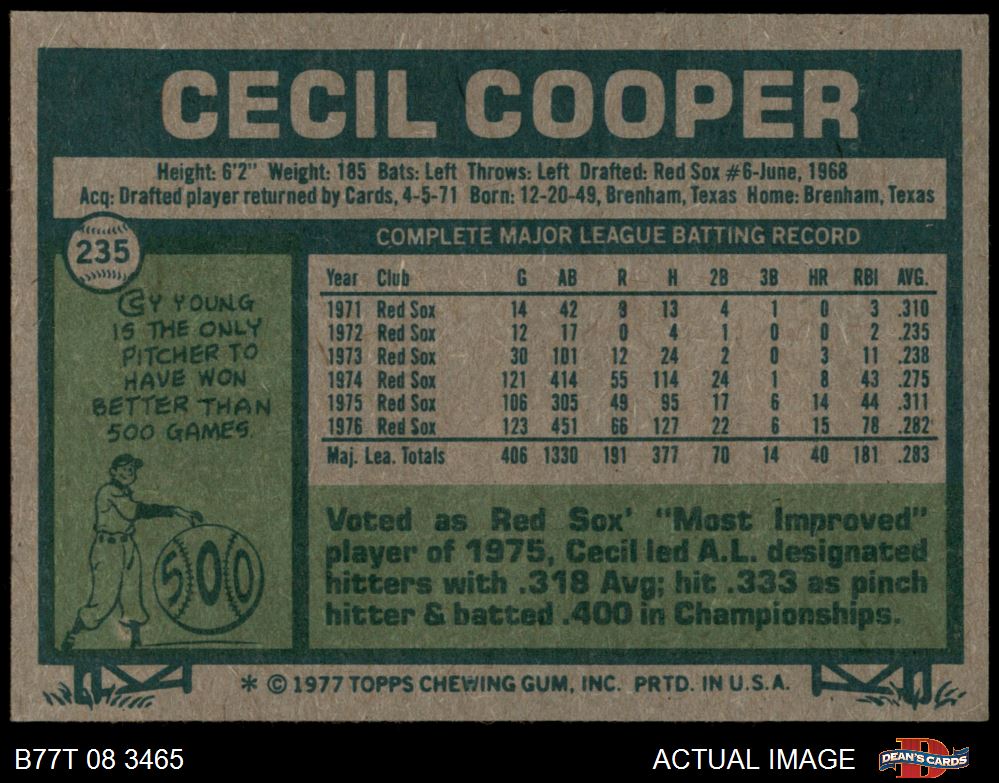 CECIL COOPER
Height: 6'2" Weight: 185 Bats: Left Throws: Left Drafted: Red Sox #6-June, 1968
Acq: Drafted player returned by Cards, 4-5-71 Born: 12-20-49, Brenham, Texas Home: Brenham, Texas
235
COMPLETE MAJOR LEAGUE BATTING RECORD
Year Club G AB R H 2B 3B HR RBI AVG.
1971 Red Sox 14 42 9 13 4 1 0 3 .310
1972 Red Sox 12 17 0 4 1 0 0 2 .235
1973 Red Sox 30 101 12 24 2 0 3 11 .238
1974 Red Sox 121 414 55 114 24 1 8 43 .275
1975 Red Sox 106 305 49 95 17 6 14 44 .311
1976 Red Sox 123 451 66 127 22 6 15 78 .282
Maj. Lea. Totals 406 1330 191 377 70 14 40 181 .283
CY YOUNG
IS THE ONLY
PITCHER TO
HAVE WON
BETTER THAN
500 GAMES.
500
Voted as Red Sox' "Most Improved"
player of 1975, Cecil led A.L. designated
hitters with .318 Avg; hit .333 as pinch
hitter & batted .400 in Championships.
* © 1977 TOPPS CHEWING GUM, INC. PRTD. IN U.S.A.
B77T 08 3465
ACTUAL IMAGE
DEAN'S CARDS